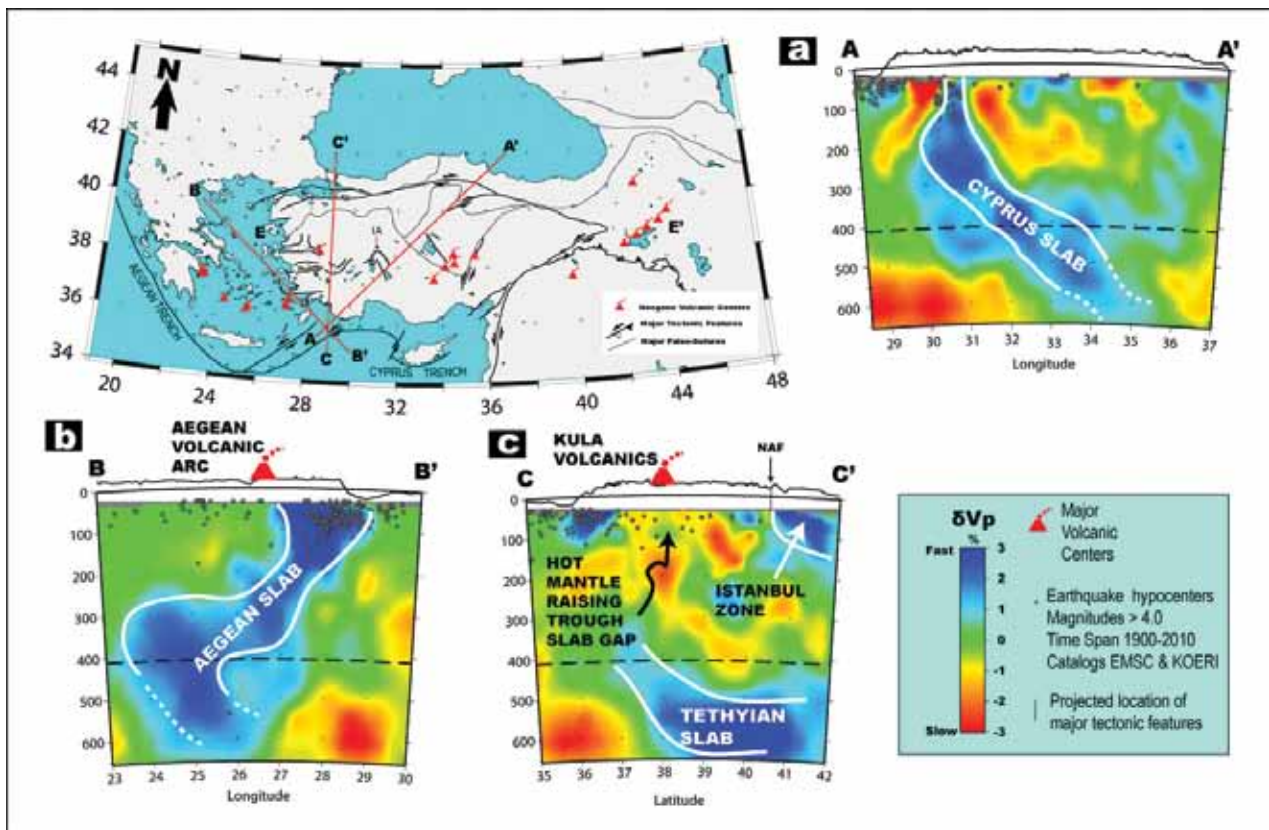 N
44
42
40
38
36
34
20
24
28
32
36
40
44
48
C'
A'
B
E
IA
E'
A
C
B'
AEGEAN TRENCH
CYPRUS TRENCH
Neogene Volcanic Centers
Major Tectonic Features
Major Paleo-Sutures
a
A
A'
0
100
200
300
400
500
600
CYPRUS SLAB
29 30 31 32 33 34 35 36 37
Longitude
b
AEGEAN
VOLCANIC
ARC
B
B'
0
100
200
300
400
500
600
AEGEAN SLAB
23 24 25 26 27 28 29 30
Longitude
c
KULA
VOLCANICS
NAF
C
C'
0
100
200
300
400
500
600
HOT
MANTLE
RAISING
TROUGH
SLAB GAP
ISTANBUL
ZONE
TETHYIAN
SLAB
35 36 37 38 39 40 41 42
Latitude
δVp
%
Fast
3
2
1
0
-1
-2
-3
Slow
Major
Volcanic
Centers
Earthquake hypocenters
Magnitudes > 4.0
Time Span 1900-2010
Catalogs EMSC & KOERI
Projected location of
major tectonic features